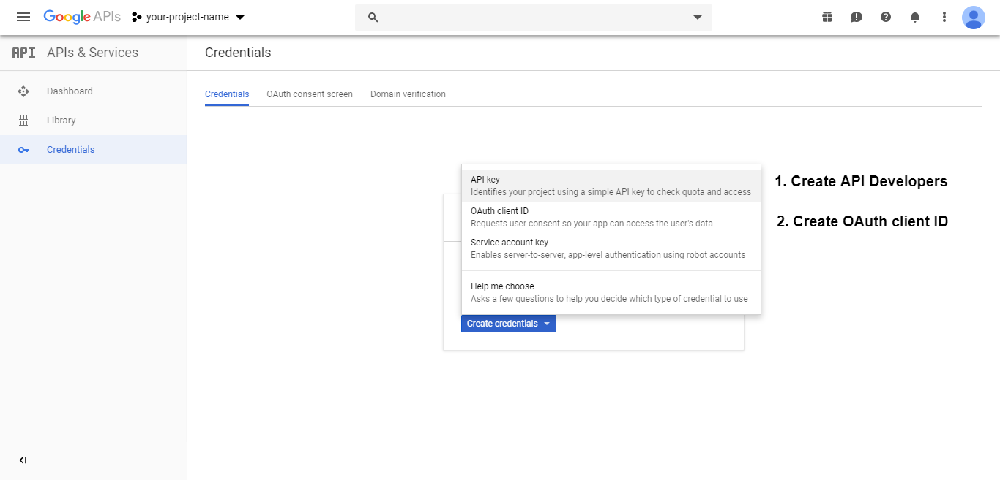 Google APIs your-project-name
API APIs & Services
Credentials
Dashboard
Library
Credentials
Credentials OAuth consent screen Domain verification
API key
Identifies your project using a simple API key to check quota and access
OAuth client ID
Requests user consent so your app can access the user's data
Service account key
Enables server-to-server, app-level authentication using robot accounts
Help me choose
Asks a few questions to help you decide which type of credential to use
Create credentials
1. Create API Developers
2. Create OAuth client ID